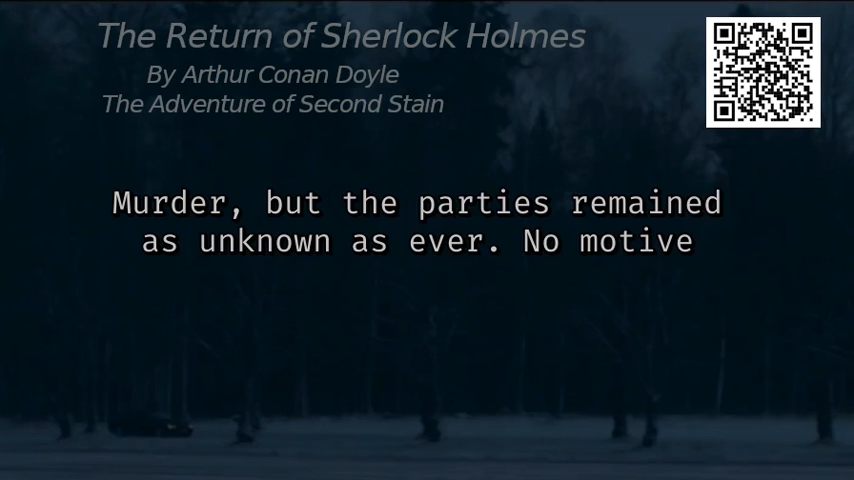 The Return of Sherlock Holmes
By Arthur Conan Doyle
The Adventure of Second Stain
Murder, but the parties remained
as unknown as ever. No motive